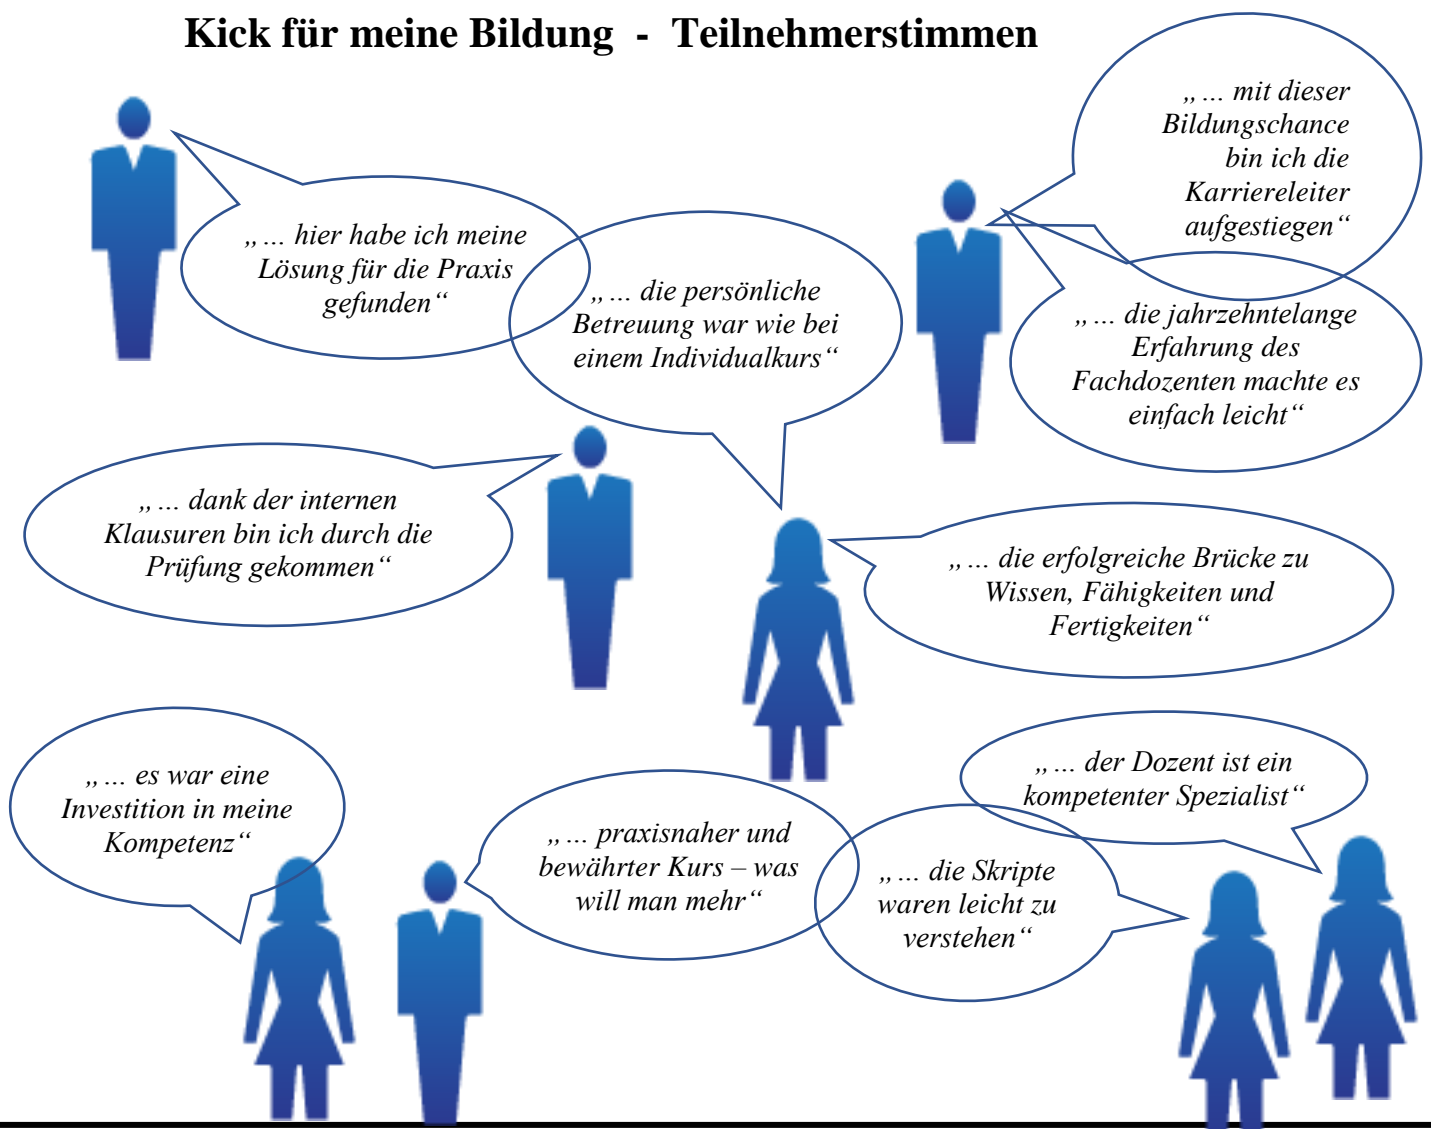 Kick für meine Bildung - Teilnehmerstimmen
„… mit dieser
Bildungschance
bin ich die
Karriereleiter
aufgestiegen“
„… hier habe ich meine
Lösung für die Praxis
gefunden“
„… die persönliche
Betreuung war wie bei
einem Individualkurs“
„… die jahrzehntelange
Erfahrung des
Fachdozenten machte es
einfach leicht“
„… dank der internen
Klausuren bin ich durch die
Prüfung gekommen“
„… die erfolgreiche Brücke zu
Wissen, Fähigkeiten und
Fertigkeiten“
„… es war eine
Investition in meine
Kompetenz“
„… praxisnaher und
bewährter Kurs – was
will man mehr“
„… die Skripte
waren leicht zu
verstehen“
„… der Dozent ist ein
kompetenter Spezialist“